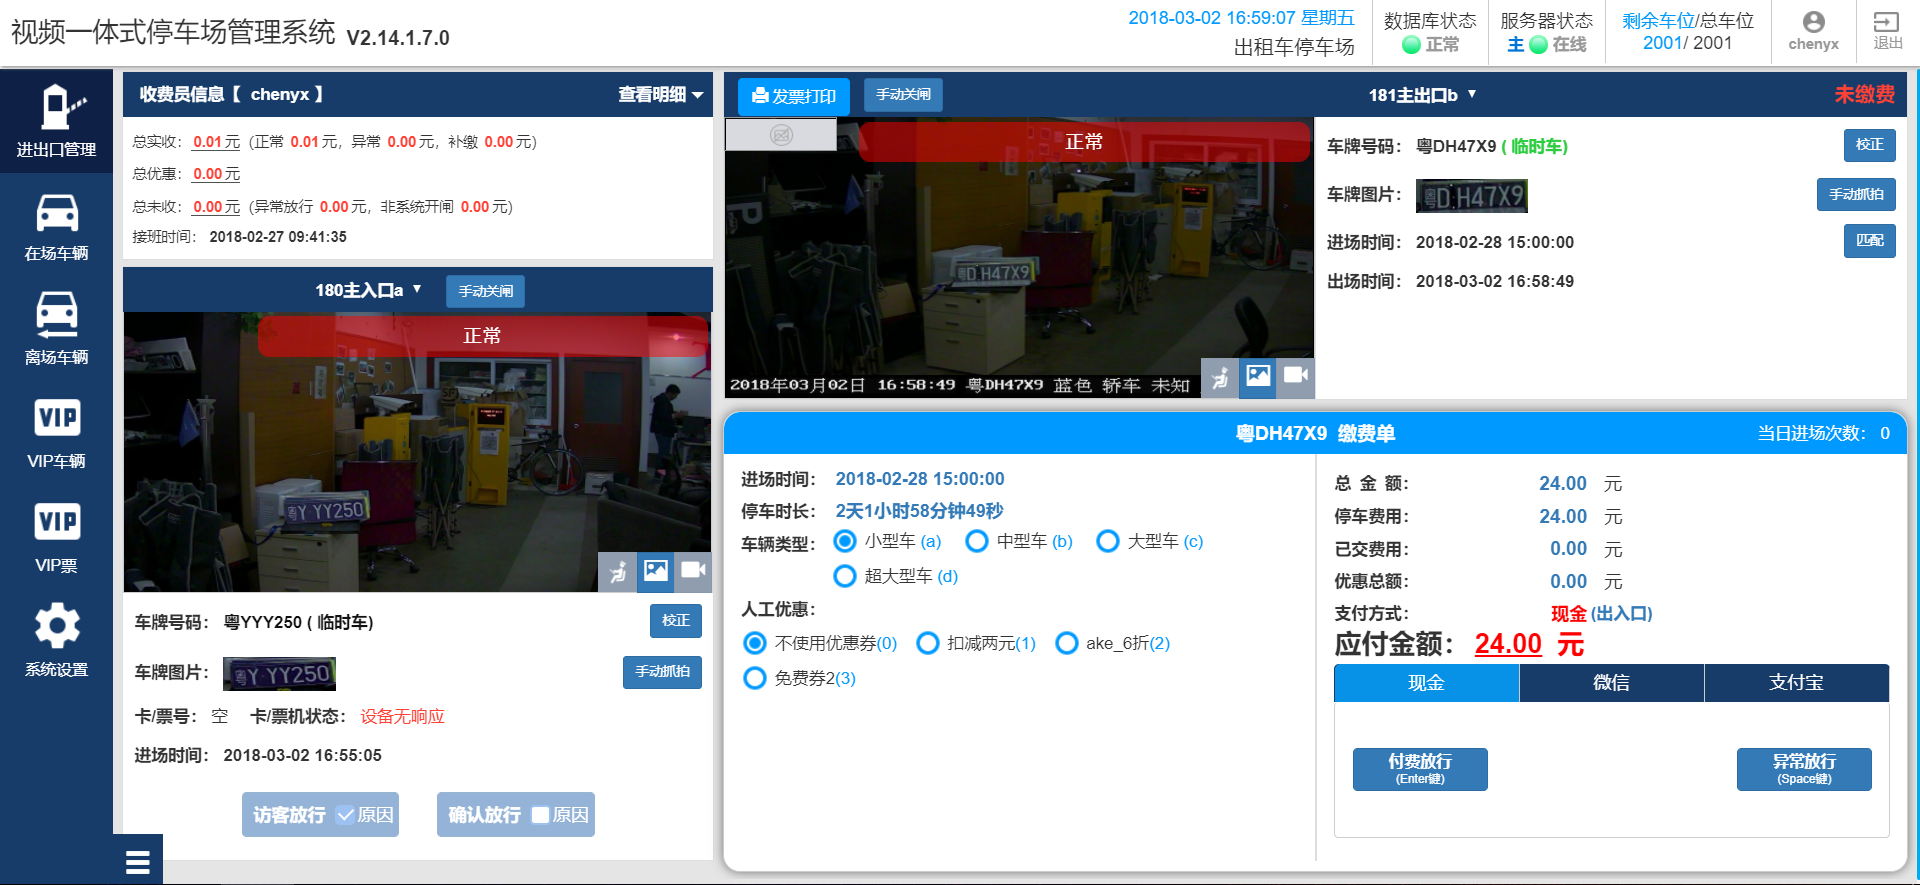 视频一体式停车场管理系统 V2.14.1.7.0
2018-03-02 16:59:07 星期五
出租车停车场
数据库状态
正常
服务器状态
主 在线
剩余车位/总车位
2001/ 2001
chenyx
退出
进出口管理
在场车辆
离场车辆
VIP
VIP车辆
VIP
VIP票
系统设置
收费员信息【 chenyx 】
查看明细
总实收: 0.01 元 (正常 0.01 元, 异常 0.00 元, 补缴 0.00 元)
总优惠: 0.00 元
总未收: 0.00 元 (异常放行 0.00 元, 非系统开闸 0.00 元)
接班时间: 2018-02-27 09:41:35
180主入口a ▼
手动关闸
正常
粤Y YY250
车牌号码: 粤YYY250 ( 临时车)
校正
车牌图片: 粤Y YY250
手动抓拍
卡/票号: 空 卡/票机状态: 设备无响应
进场时间: 2018-03-02 16:55:05
访客放行 原因
确认放行 原因
发票打印
手动关闸
181主出口b ▼
未缴费
正常
P
粤D H47X9
2018年03月02日 16:58:49 粤DH47X9 蓝色 轿车 未知
车牌号码: 粤DH47X9 ( 临时车)
校正
车牌图片: 粤D H47X9
手动抓拍
进场时间: 2018-02-28 15:00:00
匹配
出场时间: 2018-03-02 16:58:49
粤DH47X9 缴费单
当日进场次数: 0
进场时间: 2018-02-28 15:00:00
停车时长: 2天1小时58分钟49秒
车辆类型: 小型车 (a) 中型车 (b) 大型车 (c)
超大型车 (d)
人工优惠:
不使用优惠券(0) 扣减两元(1) ake_6折(2)
免费券2(3)
总 金 额: 24.00 元
停车费用: 24.00 元
已交费用: 0.00 元
优惠总额: 0.00 元
支付方式: 现金 (出入口)
应付金额: 24.00 元
现金
微信
支付宝
付费放行
(Enter键)
异常放行
(Space键)